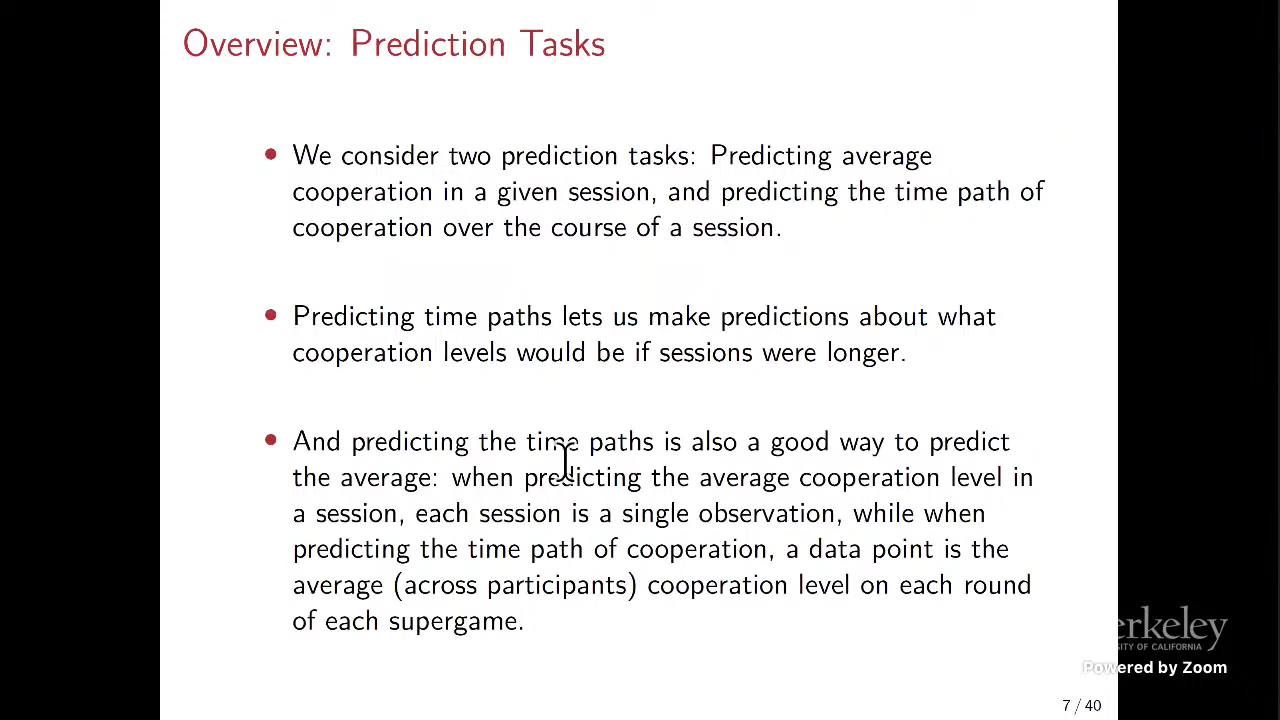 Overview: Prediction Tasks
• We consider two prediction tasks: Predicting average
cooperation in a given session, and predicting the time path of
cooperation over the course of a session.
• Predicting time paths lets us make predictions about what
cooperation levels would be if sessions were longer.
• And predicting the time paths is also a good way to predict
the average: when predicting the average cooperation level in
a session, each session is a single observation, while when
predicting the time path of cooperation, a data point is the
average (across participants) cooperation level on each round
of each supergame.
erkeley
SITY OF CALIFORNIA
Powered by Zoom
7 / 40